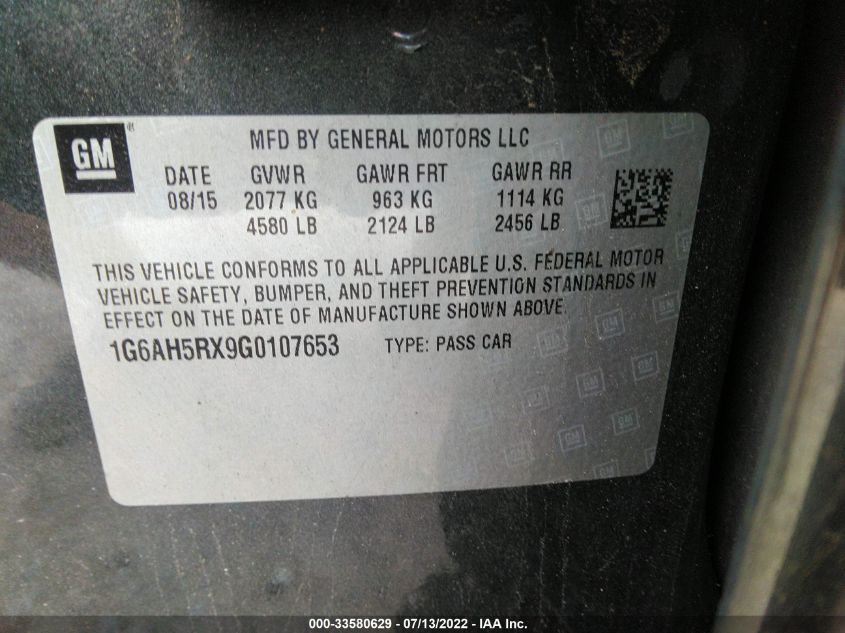 GM
®
MFD BY GENERAL MOTORS LLC
DATE GVWR GAWR FRT GAWR RR
08/15 2077 KG 963 KG 1114 KG
4580 LB 2124 LB 2456 LB
THIS VEHICLE CONFORMS TO ALL APPLICABLE U.S. FEDERAL MOTOR
VEHICLE SAFETY, BUMPER, AND THEFT PREVENTION STANDARDS IN
EFFECT ON THE DATE OF MANUFACTURE SHOWN ABOVE.
1G6AH5RX9G0107653 TYPE: PASS CAR
000-33580629 - 07/13/2022 - IAA Inc.